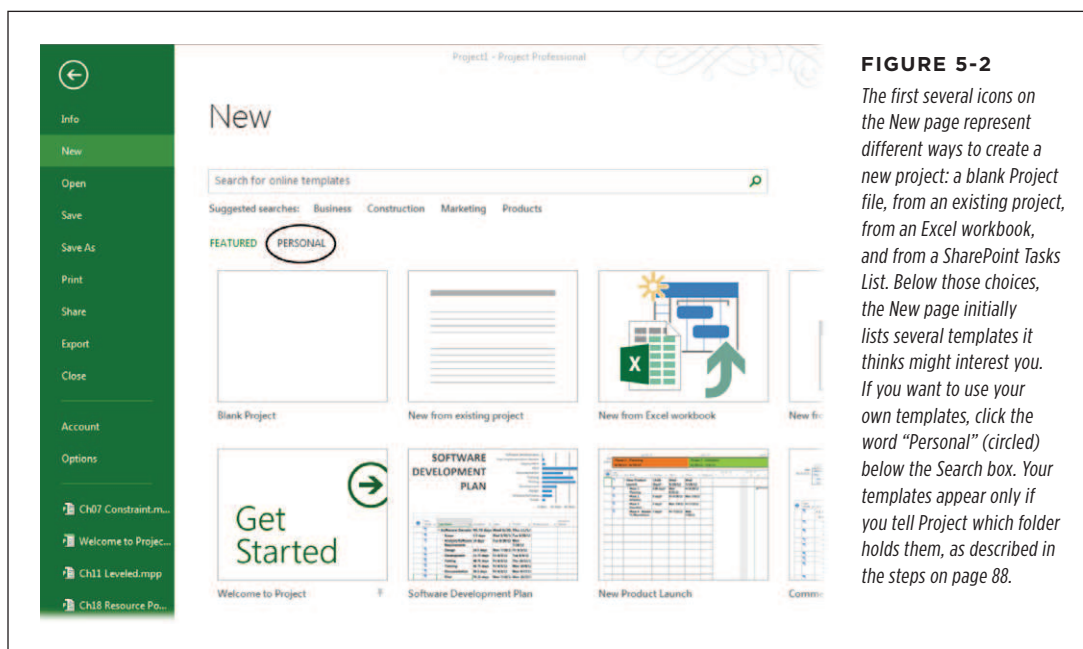 Project1 - Project Professional
Info
New
Open
Save
Save As
Print
Share
Export
Close
Account
Options
Ch07 Constraint.m...
Welcome to Projec...
Ch11 Leveled.mpp
Ch18 Resource Po...
New
Search for online templates
Suggested searches: Business Construction Marketing Products
FEATURED PERSONAL
Blank Project
New from existing project
X
New from Excel workbook
Get
Started
Welcome to Project
SOFTWARE
DEVELOPMENT
PLAN
Software Development Plan
New Product Launch
FIGURE 5-2
The first several icons on
the New page represent
different ways to create a
new project: a blank Project
file, from an existing project,
from an Excel workbook,
and from a SharePoint Tasks
List. Below those choices,
the New page initially
lists several templates it
thinks might interest you.
If you want to use your
own templates, click the
word “Personal” (circled)
below the Search box. Your
templates appear only if
you tell Project which folder
holds them, as described in
the steps on page 88.